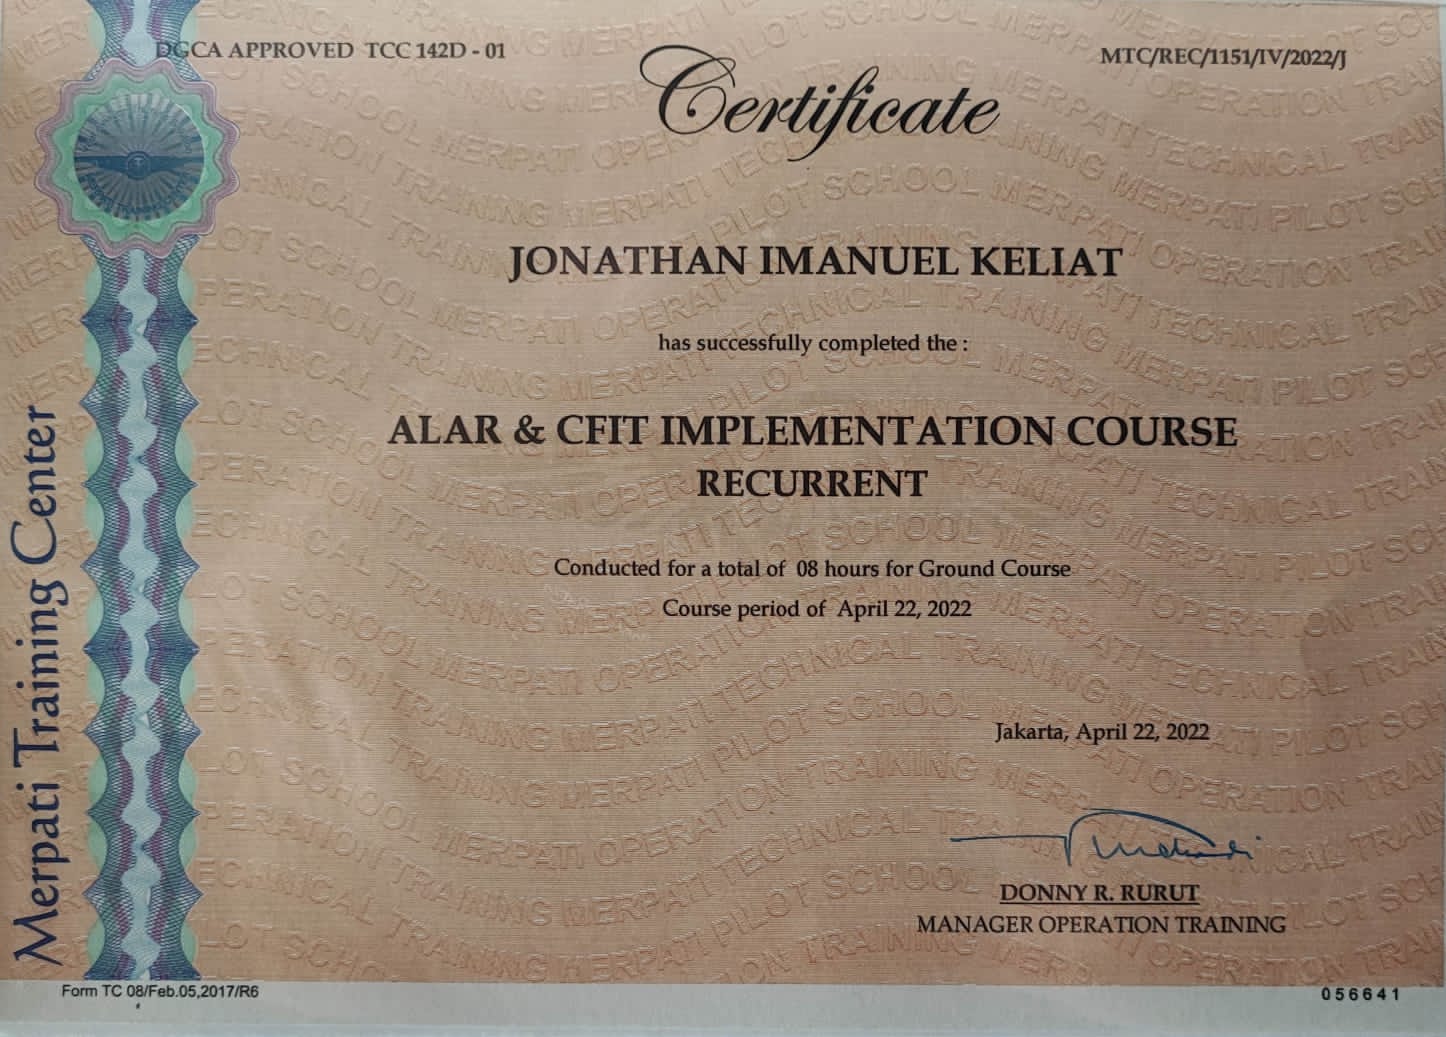 DGCA APPROVED TCC 142D - 01
MTC/REC/1151/IV/2022/J
Certificate
JONATHAN IMANUEL KELIAT
has successfully completed the :
ALAR & CFIT IMPLEMENTATION COURSE
RECURRENT
Conducted for a total of 08 hours for Ground Course
Course period of April 22, 2022
Jakarta, April 22, 2022
DONNY R. RURUT
MANAGER OPERATION TRAINING
Merpati Training Center
Form TC 08/Feb.05,2017/R6
056641